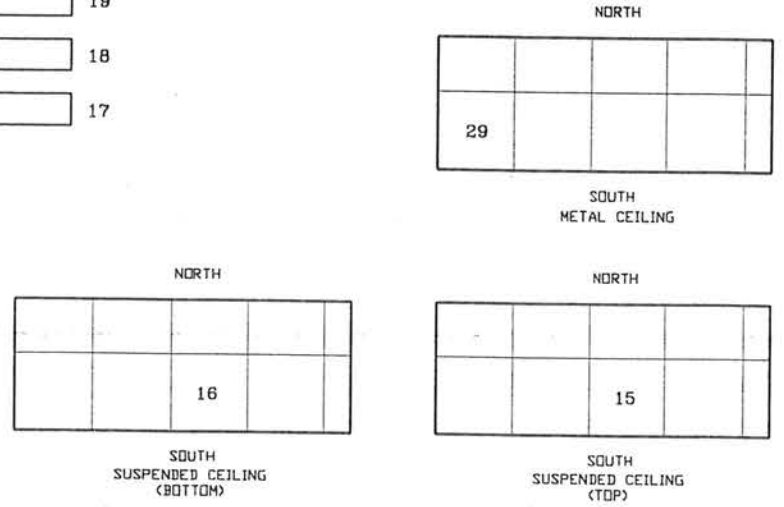 19
18
17
NORTH
29
SOUTH
METAL CEILING
NORTH
16
SOUTH
SUSPENDED CEILING
(BOTTOM)
NORTH
15
SOUTH
SUSPENDED CEILING
(TOP)